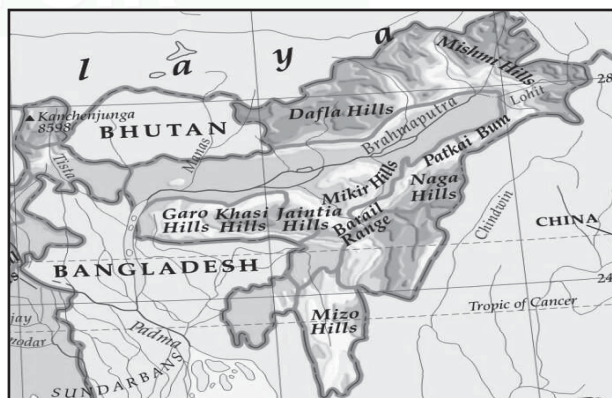 l a y a
Mishmi Hills
28
Lohit
Kanchenjunga
8598
BHUTAN
Dafla Hills
Brahmaputra
Manas
Tista
Patkai Bum
Mikir Hills
Naga
Hills
Chindwin
Garo Khasi Jaintia
Hills Hills Hills
Barail
Range
CHINA
BANGLADESH
24
Mizo
Hills
Tropic of Cancer
Padma
SUNDARBANS